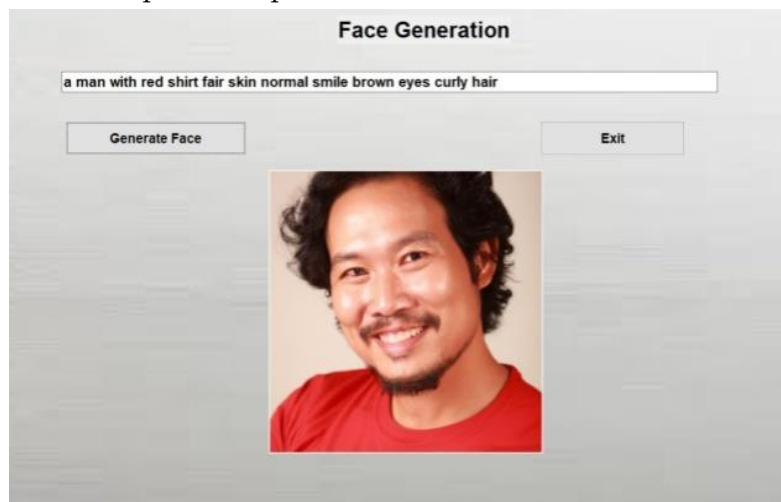 Face Generation
a man with red shirt fair skin normal smile brown eyes curly hair
Generate Face
Exit